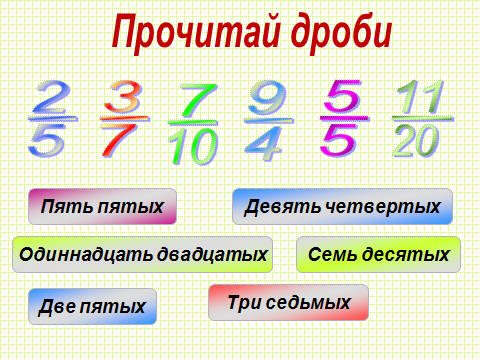 Прочитай дроби
2/5 3/7 7/10 9/4 5/5 11/20
Пять пятых Девять четвертых
Одиннадцать двадцатых Семь десятых
Две пятых Три седьмых